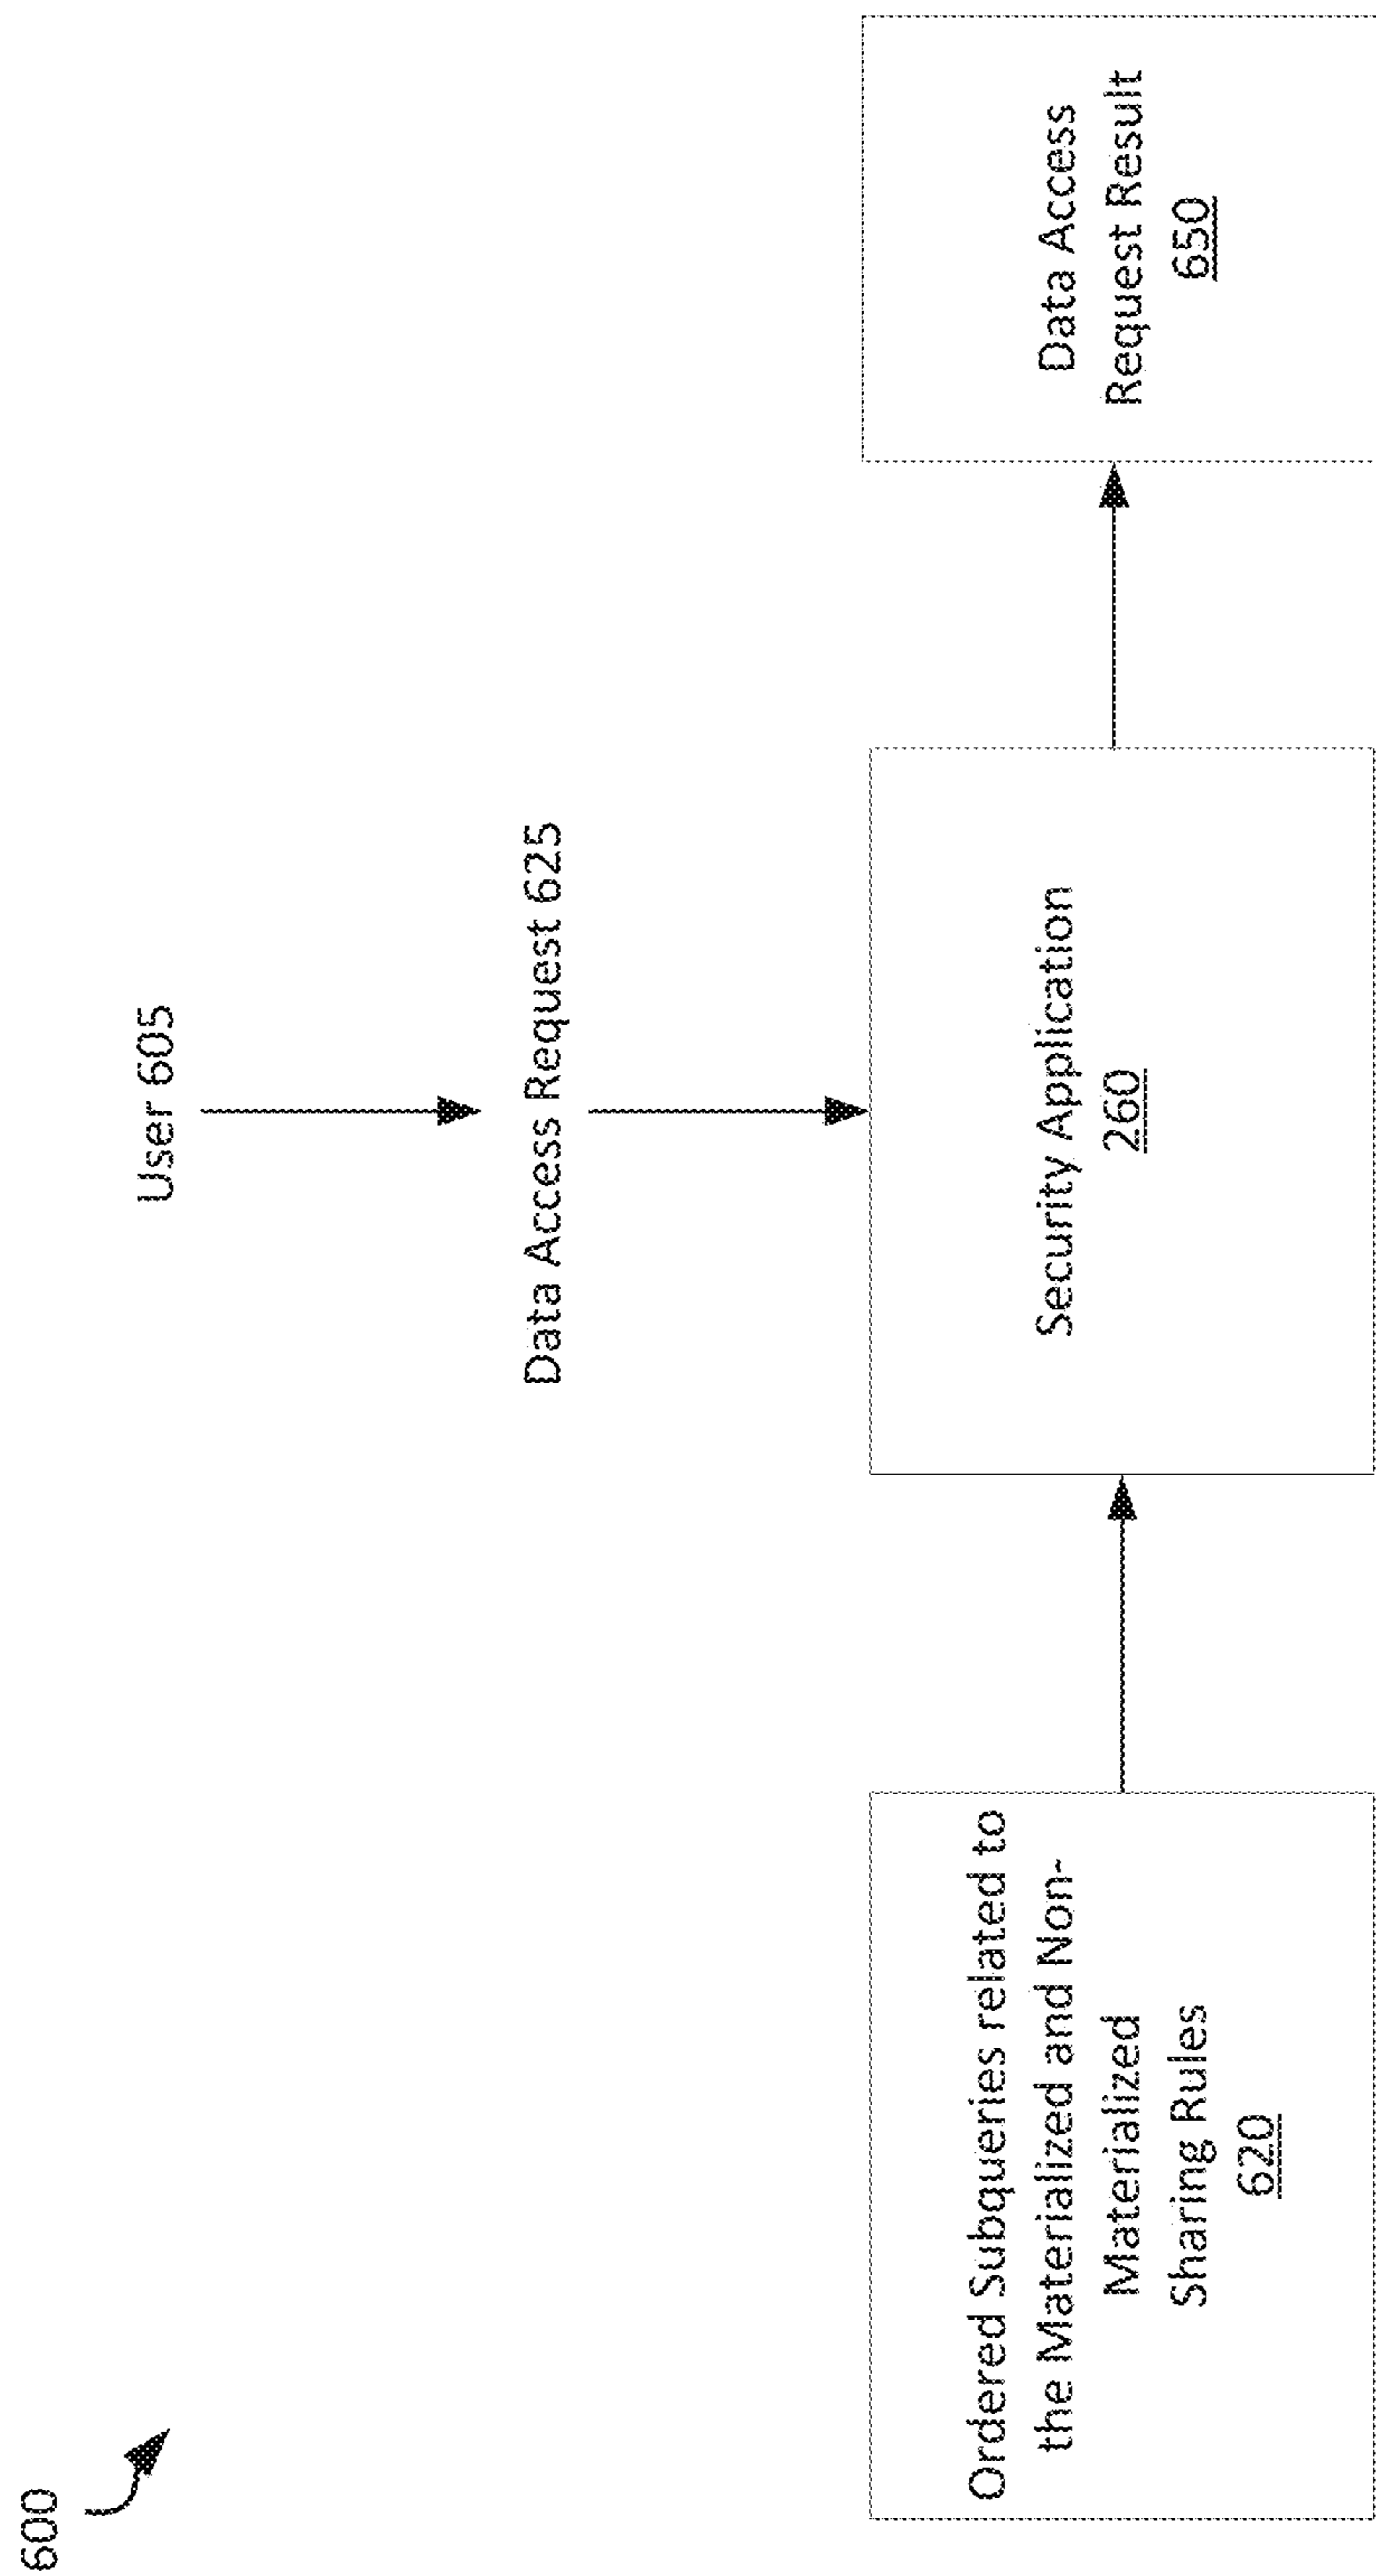 600
User 605
Data Access Request 625
Ordered Subqueries related to
the Materialized and Non-
Materialized
Sharing Rules
620
Security Application
260
Data Access
Request Result
650